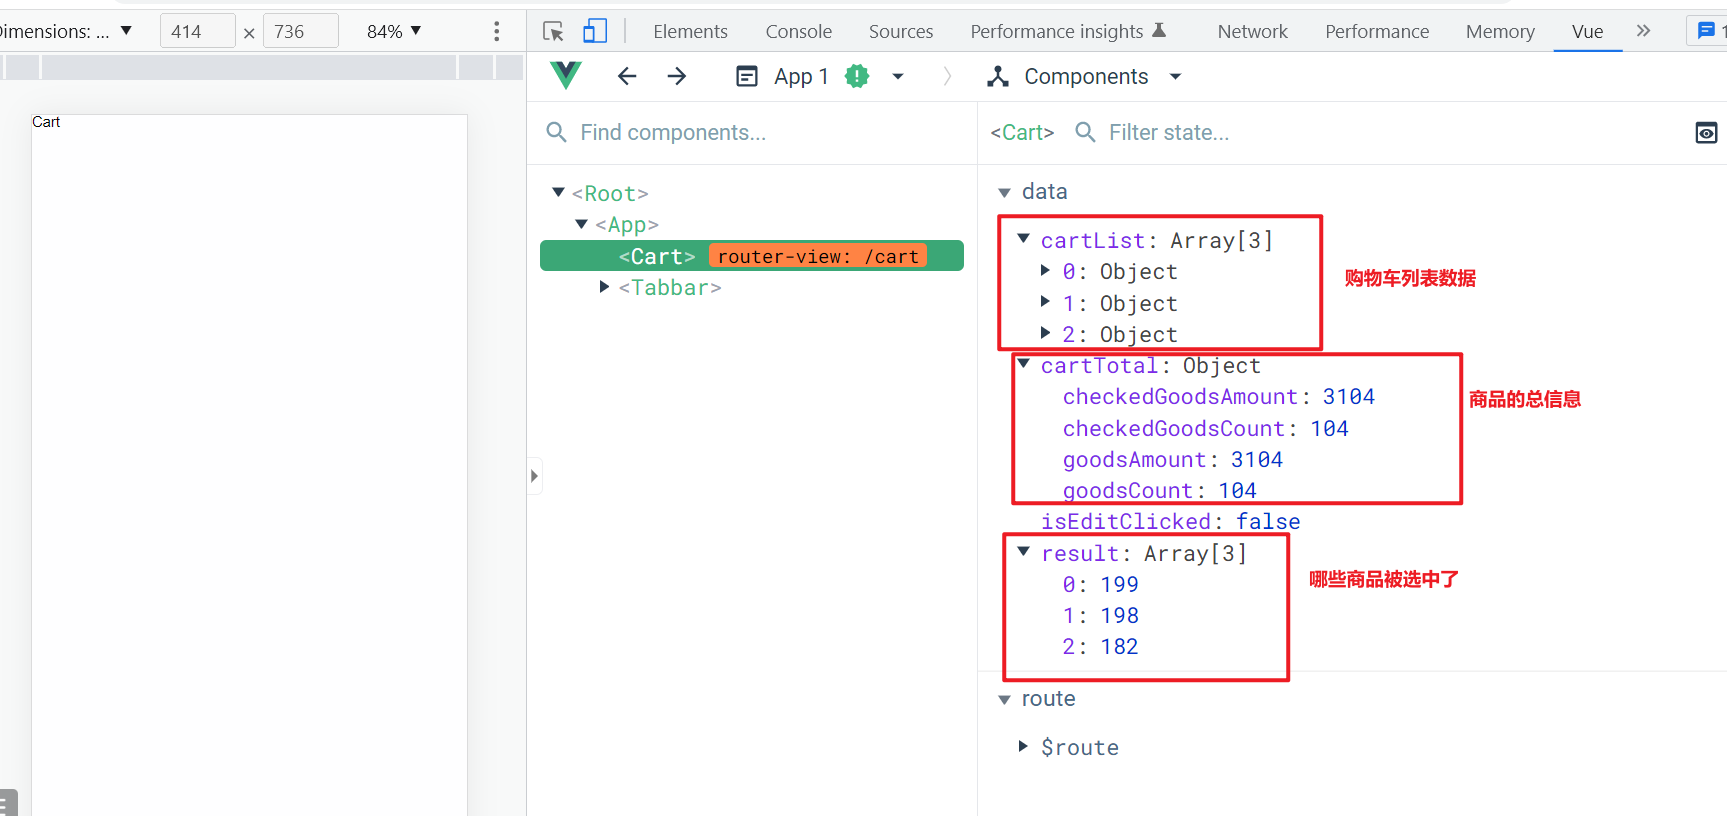 Dimensions: ... ▼ 414 × 736 84% ▼
Elements Console Sources Performance insights Network Performance Memory Vue » 1
App 1 Components
Cart
Find components...
<Cart> Filter state...
<Root>
<App>
<Cart> router-view: /cart
<Tabbar>
data
cartList: Array[3]
0: Object
1: Object
2: Object
购物车列表数据
cartTotal: Object
checkedGoodsAmount: 3104
checkedGoodsCount: 104
goodsAmount: 3104
goodsCount: 104
商品的总信息
isEditClicked: false
result: Array[3]
0: 199
1: 198
2: 182
哪些商品被选中了
route
$route